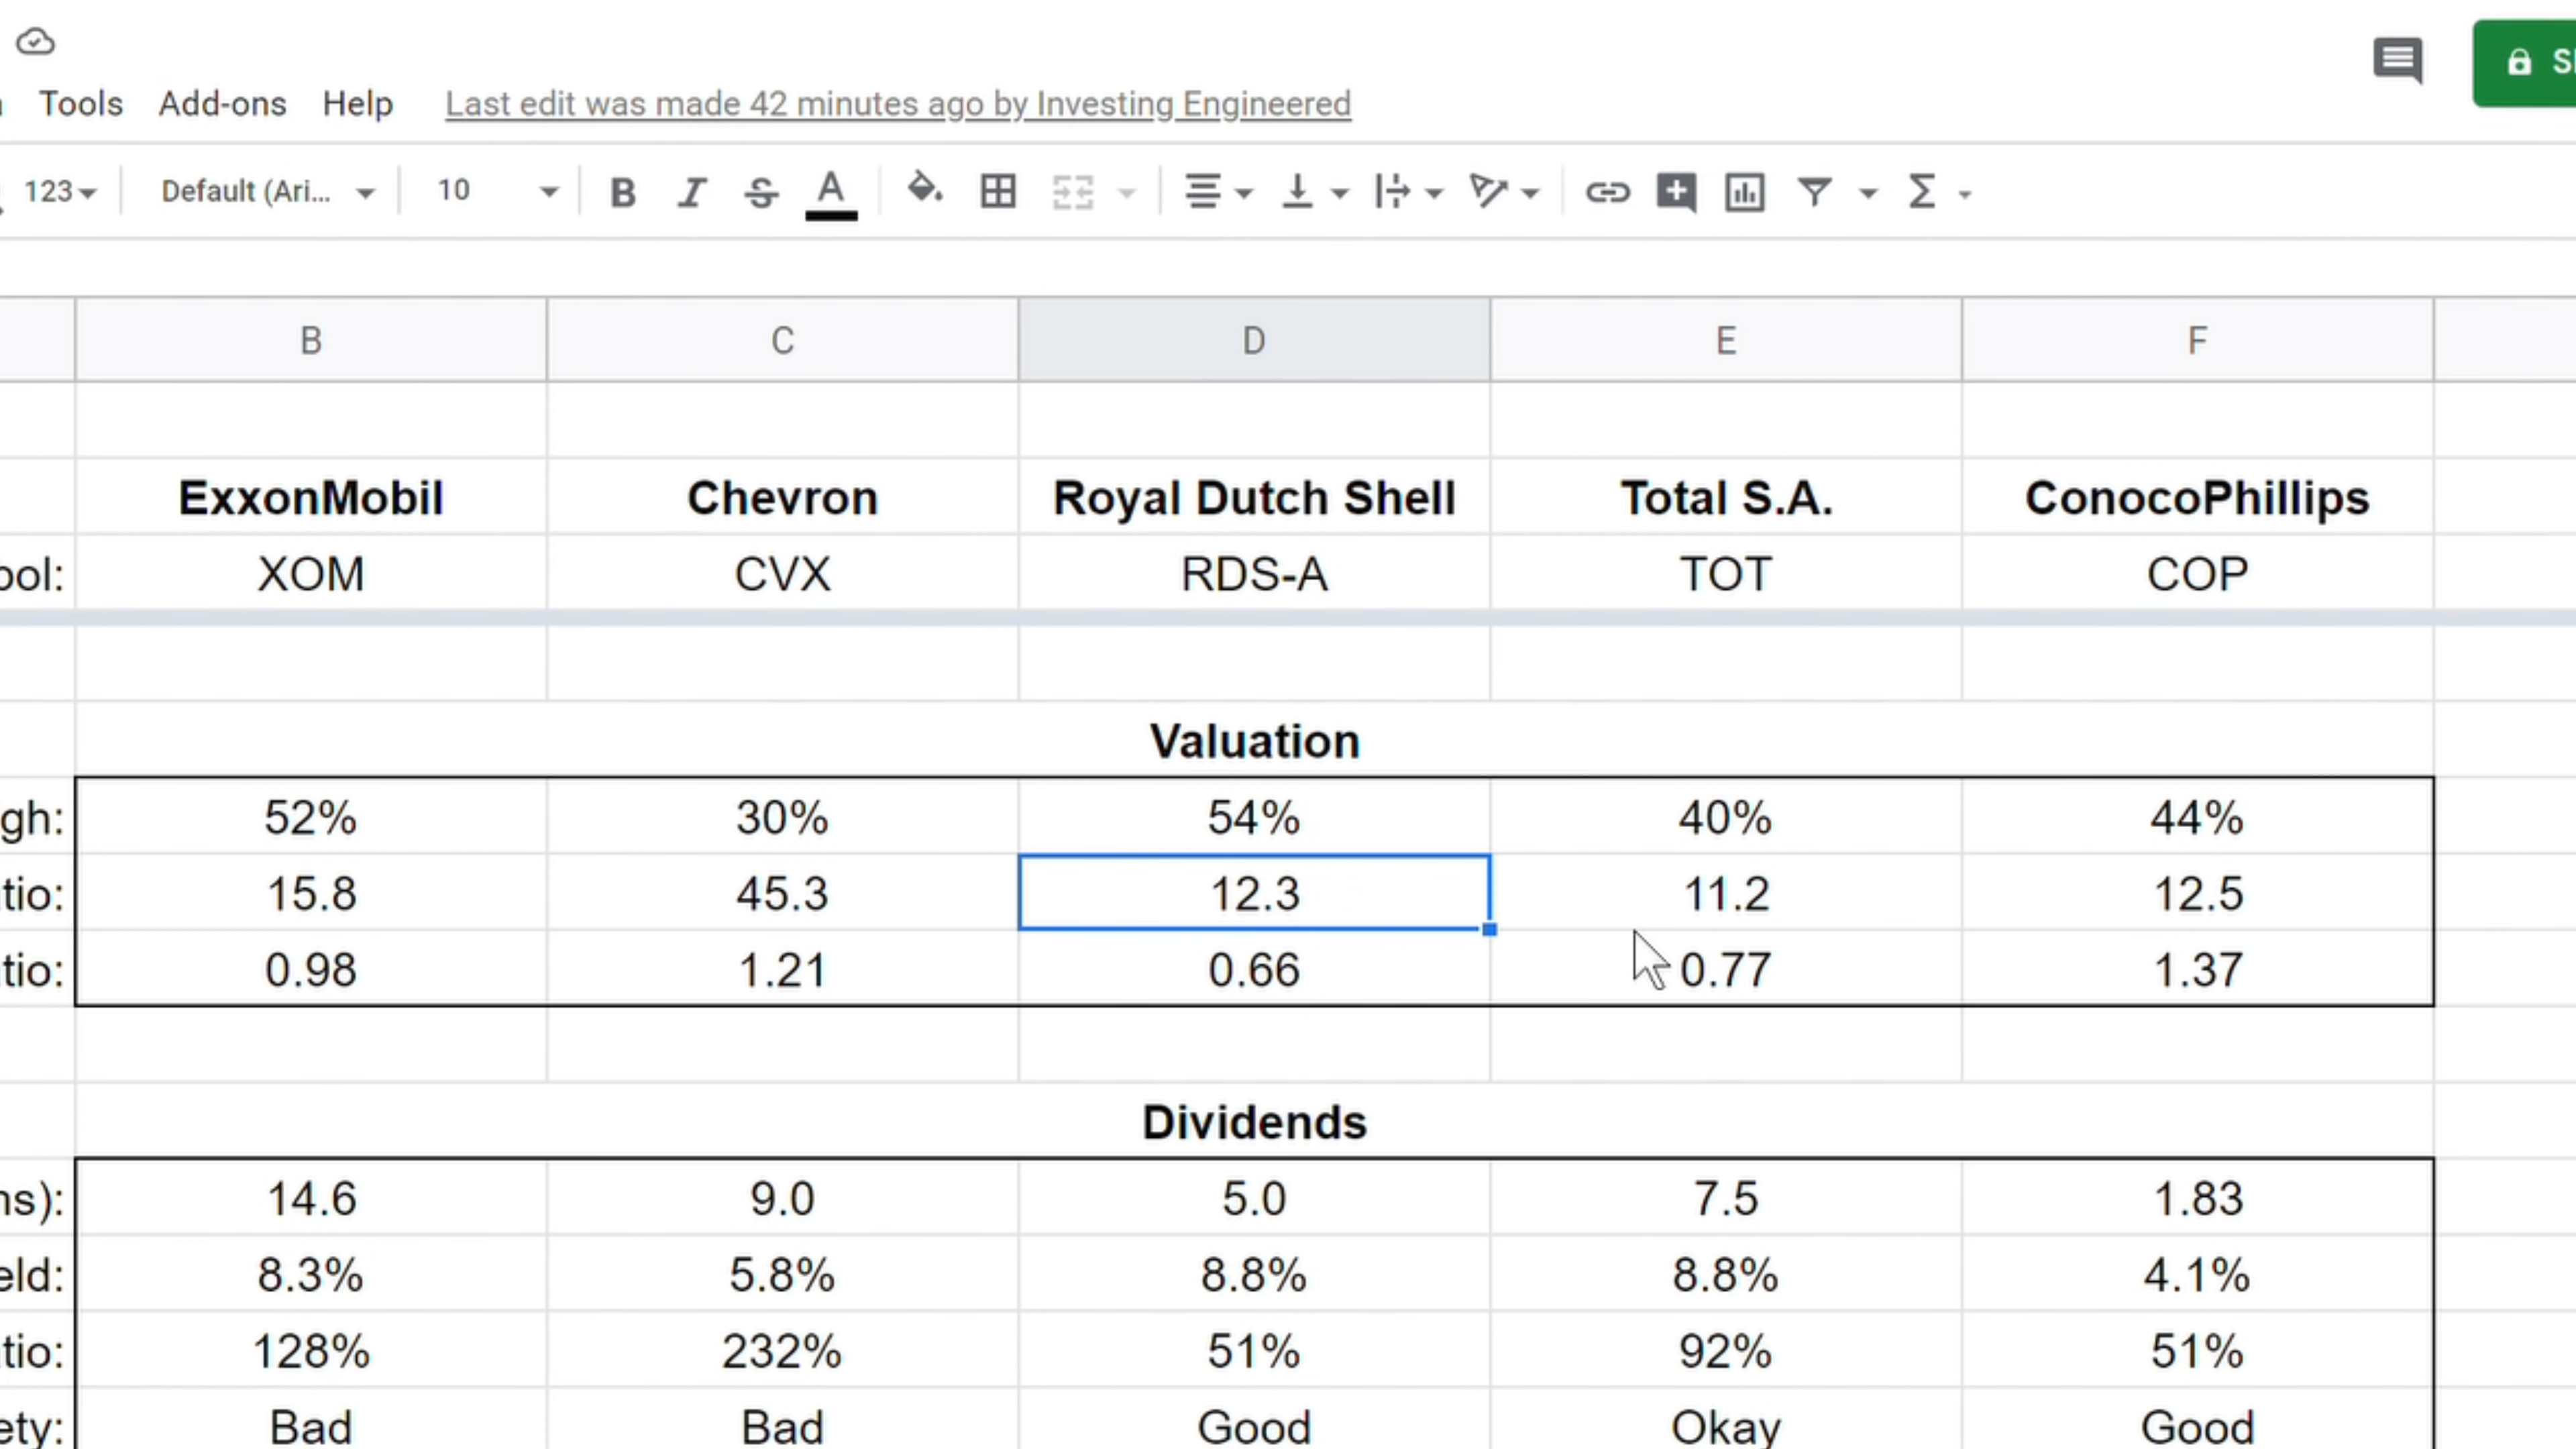 Tools Add-ons Help Last edit was made 42 minutes ago by Investing Engineered
123 Default (Ari... 10 B I S A Σ
B C D E F
ExxonMobil Chevron Royal Dutch Shell Total S.A. ConocoPhillips
ool: XOM CVX RDS-A TOT COP
Valuation
gh: 52% 30% 54% 40% 44%
tio: 15.8 45.3 12.3 11.2 12.5
tio: 0.98 1.21 0.66 0.77 1.37
Dividends
ns): 14.6 9.0 5.0 7.5 1.83
eld: 8.3% 5.8% 8.8% 8.8% 4.1%
tio: 128% 232% 51% 92% 51%
ety: Bad Bad Good Okay Good